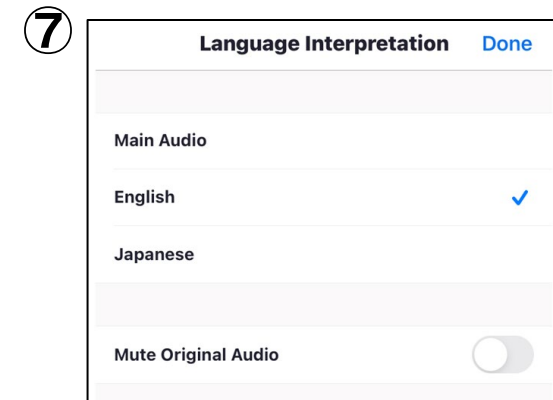 ⑦
Language Interpretation Done
Main Audio
English
Japanese
Mute Original Audio